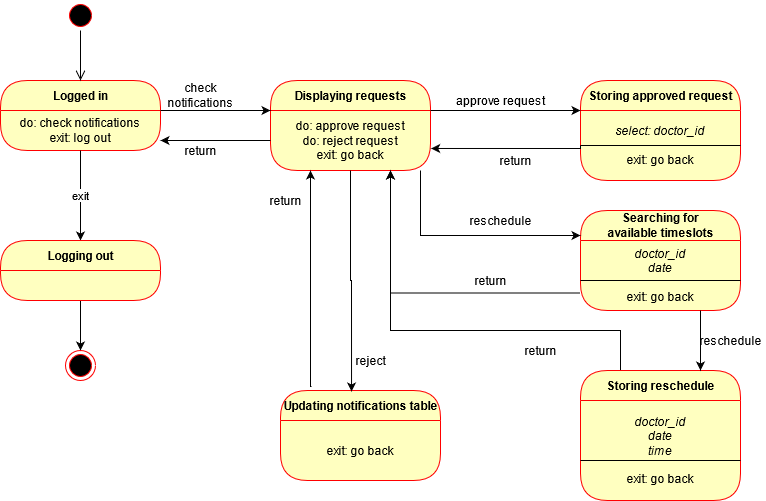 Logged in
do: check notifications
exit: log out
check
notifications
return
Displaying requests
do: approve request
do: reject request
exit: go back
approve request
return
Storing approved request
select: doctor_id
exit: go back
exit
Logging out
return
reschedule
Searching for
available timeslots
doctor_id
date
exit: go back
return
reschedule
return
reject
Updating notifications table
exit: go back
Storing reschedule
doctor_id
date
time
exit: go back